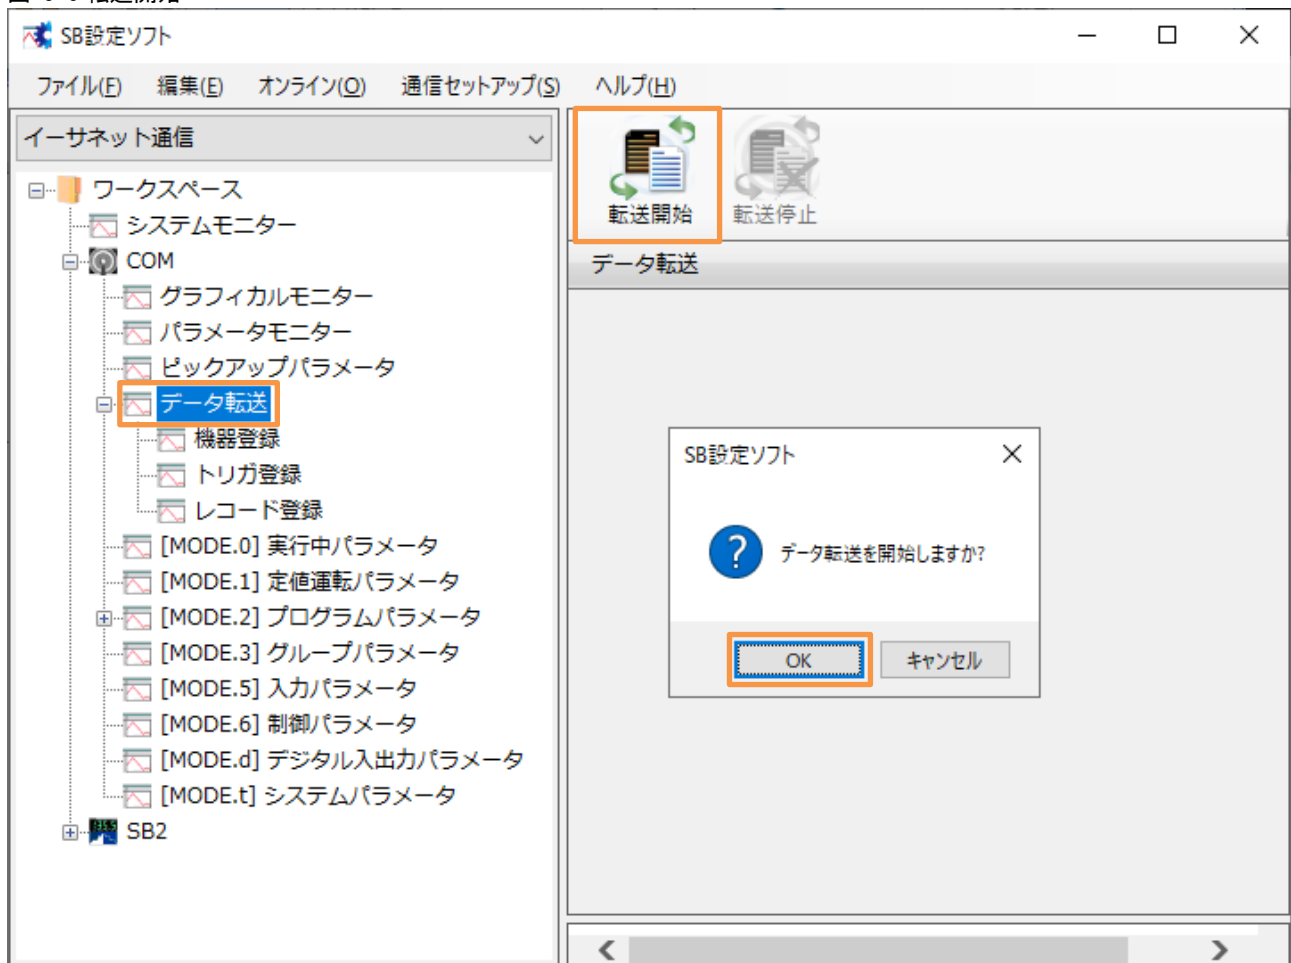 SB設定ソフト
ファイル(F) 編集(E) オンライン(O) 通信セットアップ(S) ヘルプ(H)
イーサネット通信
ワークスペース
システムモニター
COM
グラフィカルモニター
パラメータモニター
ピックアップパラメータ
データ転送
機器登録
トリガ登録
レコード登録
[MODE.0] 実行中パラメータ
[MODE.1] 定値運転パラメータ
[MODE.2] プログラムパラメータ
[MODE.3] グループパラメータ
[MODE.5] 入力パラメータ
[MODE.6] 制御パラメータ
[MODE.d] デジタル入出力パラメータ
[MODE.t] システムパラメータ
SB2
転送開始 転送停止
データ転送
SB設定ソフト
データ転送を開始しますか?
OK キャンセル